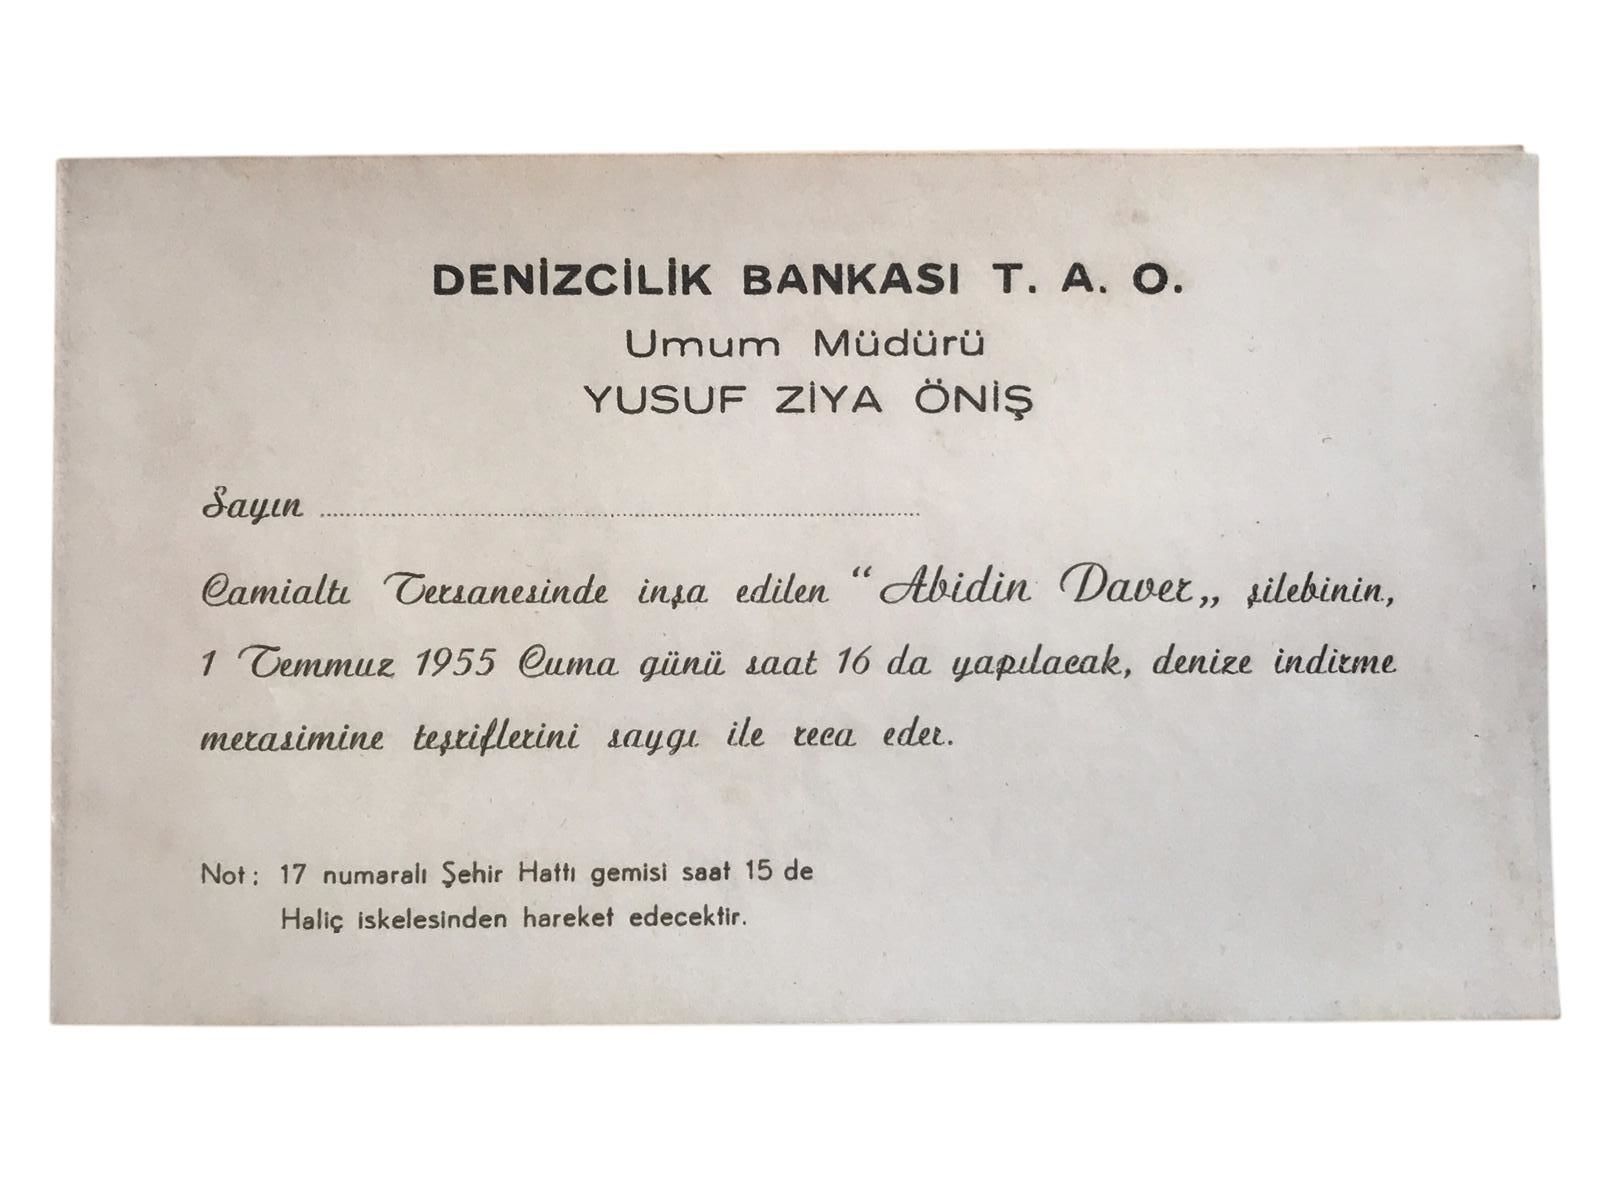 DENİZCİLİK BANKASI T. A. O.
Umum Müdürü
YUSUF ZİYA ÖNİŞ
Sayın ........................................
Camialtı Tersanesinde inşa edilen “Abidin Daver„ şilebinin,
1 Temmuz 1955 Cuma günü saat 16 da yapılacak, denize indirme
merasimine teşriflerini saygı ile reca eder.
Not: 17 numaralı Şehir Hattı gemisi saat 15 de
Haliç iskelesinden hareket edecektir.